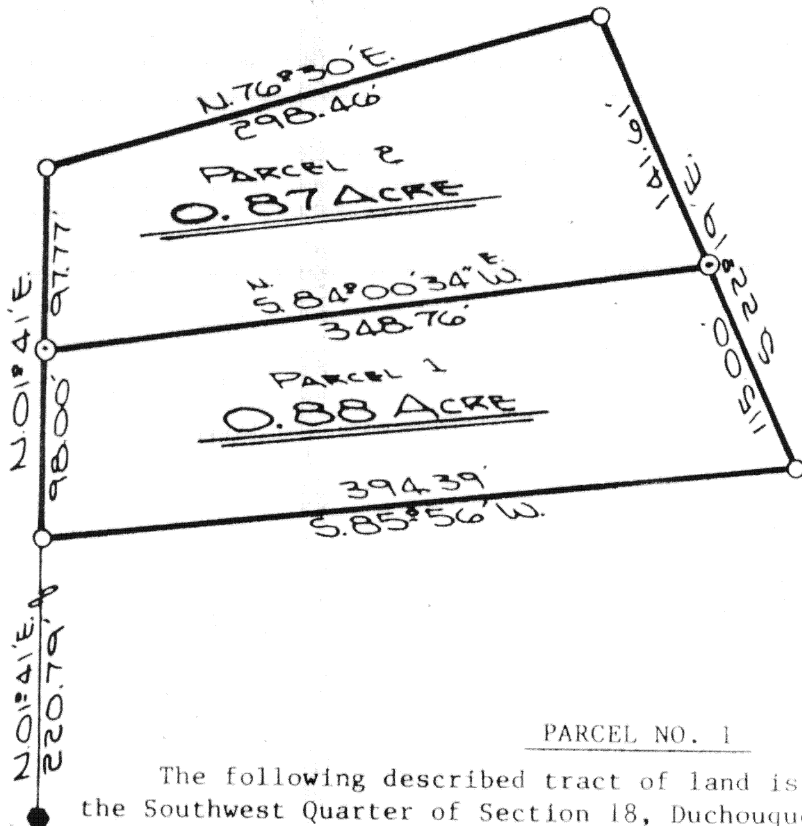 N.76°30'E.
298.46'
PARCEL 2
0.87 ACRE
141.61'
S 22°19'E.
N. E.
S.84°00'34"W.
348.76'
97.77'
N.01°41'E.
98.00'
PARCEL 1
0.88 ACRE
115.00'
394.39'
S.85°56'W.
N.01°41'E.
220.79'
PARCEL NO. 1
The following described tract of land is
the Southwest Quarter of Section 18, Duchouque